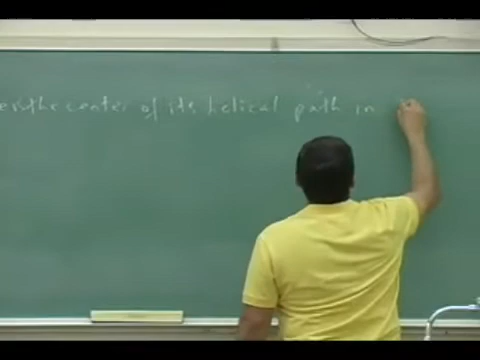 the center of its helical path in